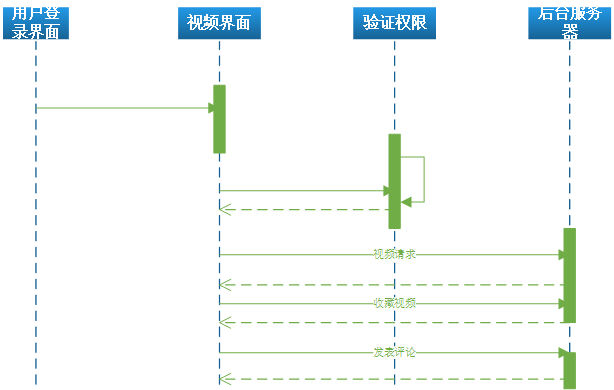 用户登
录界面
视频界面
验证权限
后台服务
器
视频请求
收藏视频
发表评论